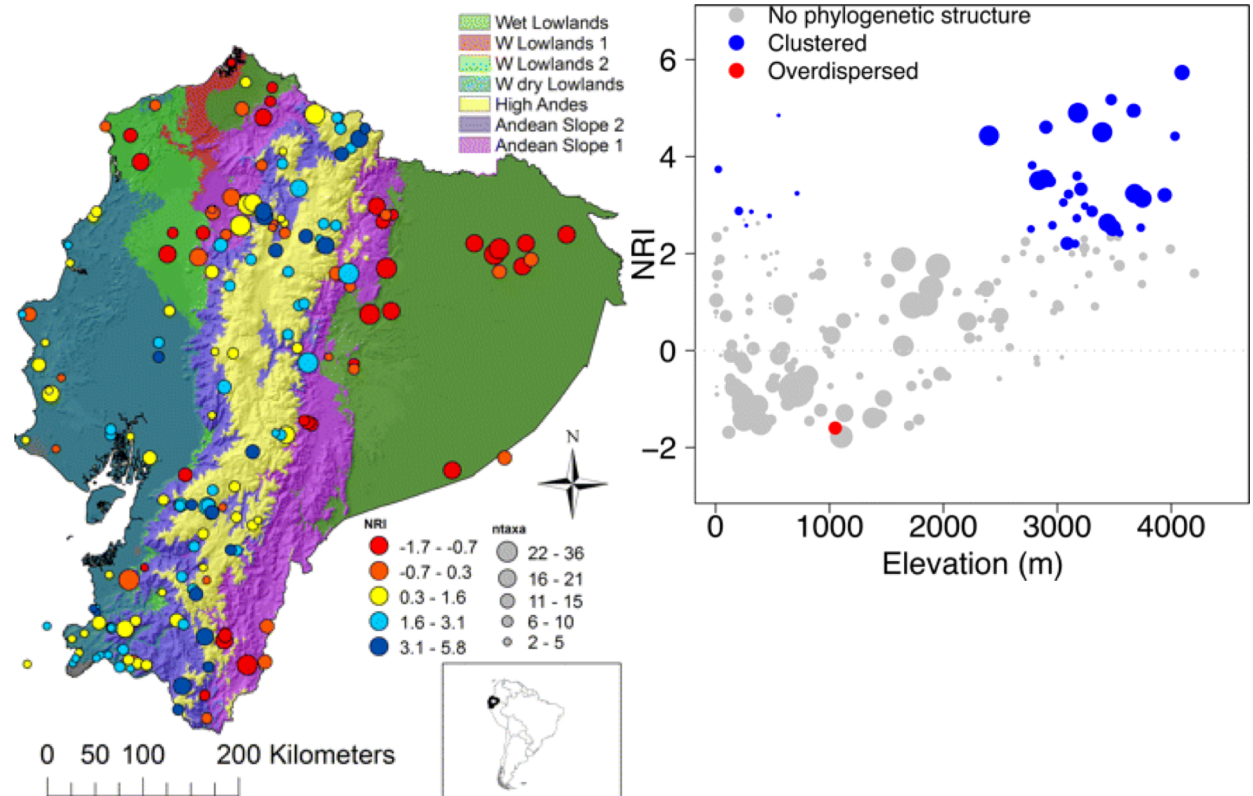 Wet Lowlands
W Lowlands 1
W Lowlands 2
W dry Lowlands
High Andes
Andean Slope 2
Andean Slope 1
N
NRI
-1.7 - -0.7
-0.7 - 0.3
0.3 - 1.6
1.6 - 3.1
3.1 - 5.8
ntaxa
22 - 36
16 - 21
11 - 15
6 - 10
2 - 5
0 50 100 200 Kilometers
No phylogenetic structure
Clustered
Overdispersed
NRI
6
4
2
0
−2
0 1000 2000 3000 4000
Elevation (m)